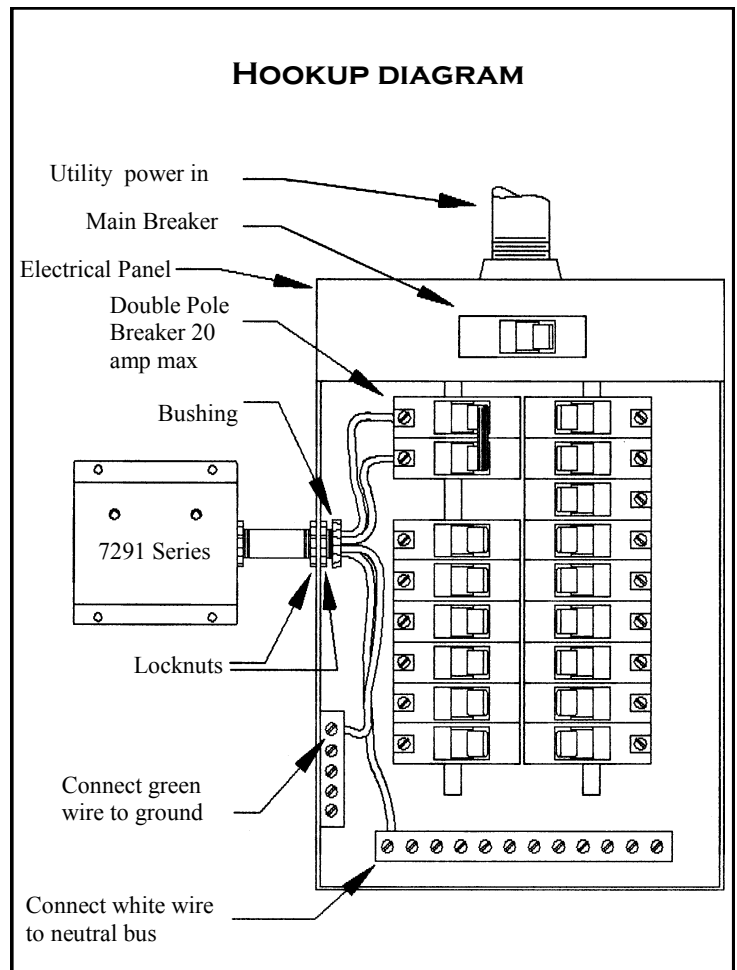 HOOKUP DIAGRAM
Utility power in
Main Breaker
Electrical Panel
Double Pole
Breaker 20
amp max
Bushing
7291 Series
Locknuts
Connect green
wire to ground
Connect white wire
to neutral bus